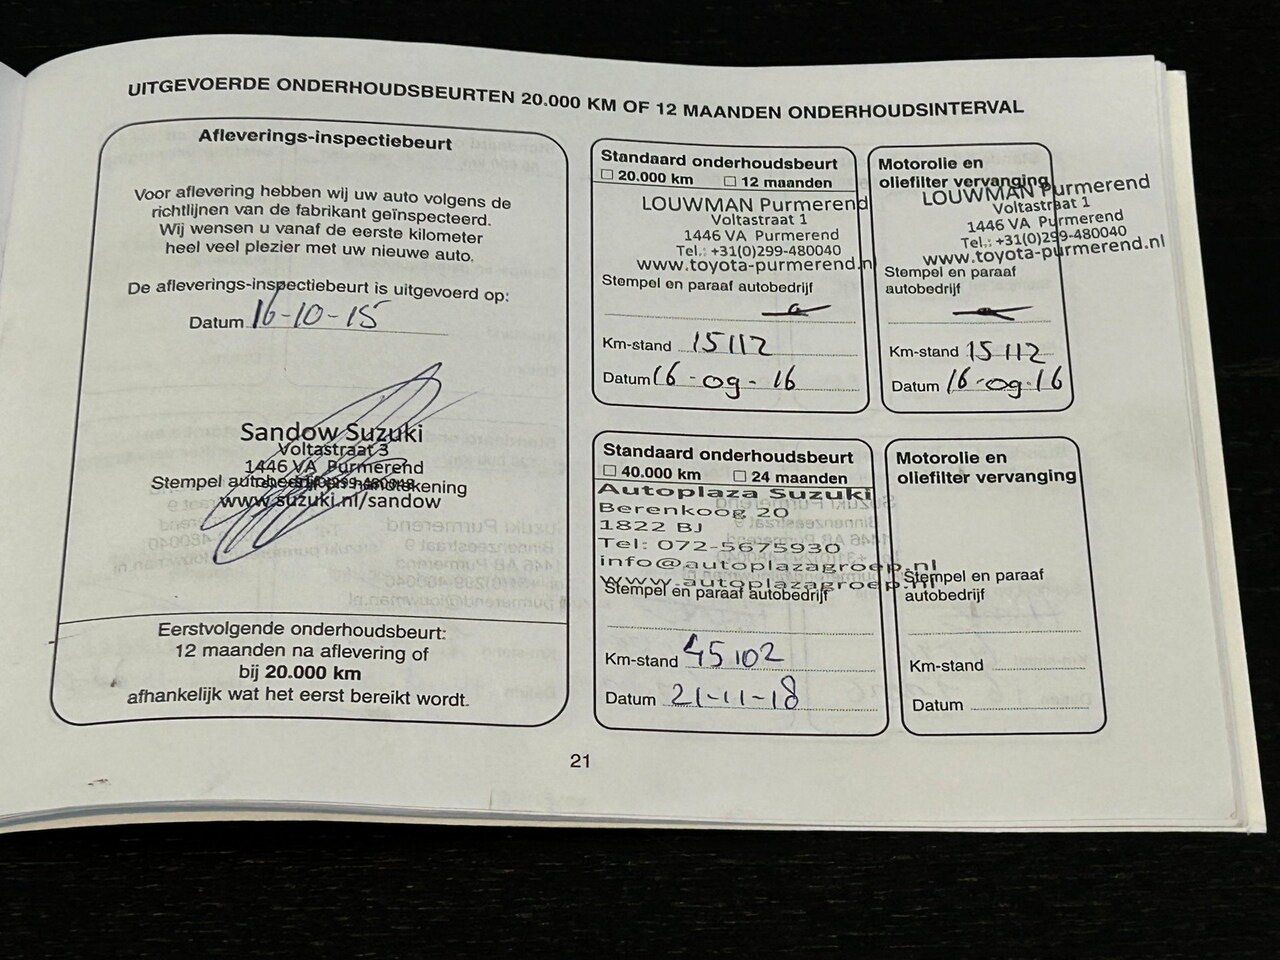 UITGEVOERDE ONDERHOUDSBEURTEN 20.000 KM OF 12 MAANDEN ONDERHOUDSINTERVAL
Afleverings-inspectiebeurt
Voor aflevering hebben wij uw auto volgens de
richtlijnen van de fabrikant geïnspecteerd.
Wij wensen u vanaf de eerste kilometer
heel veel plezier met uw nieuwe auto.
De afleverings-inspectiebeurt is uitgevoerd op:
Datum 16-10-15
Sandow Suzuki
Voltastraat 3
1446 VA Purmerend
Stempel autobedrijf en handtekening
www.suzuki.nl/sandow
Eerstvolgende onderhoudsbeurt:
12 maanden na aflevering of
bij 20.000 km
afhankelijk wat het eerst bereikt wordt.
Standaard onderhoudsbeurt
20.000 km 12 maanden
LOUWMAN Purmerend
Voltastraat 1
1446 VA Purmerend
Tel.: +31(0)299-480040
www.toyota-purmerend.nl
Stempel en paraaf autobedrijf
Km-stand 15112
Datum 16-09-16
Motorolie en
oliefilter vervanging
LOUWMAN Purmerend
Voltastraat 1
1446 VA Purmerend
Tel.: +31(0)299-480040
www.toyota-purmerend.nl
Stempel en paraaf
autobedrijf
Km-stand 15112
Datum 16-09-16
Standaard onderhoudsbeurt
40.000 km 24 maanden
Autoplaza Suzuki
Berenkoog 20
1822 BJ
Tel: 072-5675930
info@autoplazagroep.nl
www.autoplazagroep.nl
Stempel en paraaf autobedrijf
Km-stand 45102
Datum 21-11-18
Motorolie en
oliefilter vervanging
Stempel en paraaf
autobedrijf
Km-stand
Datum
21